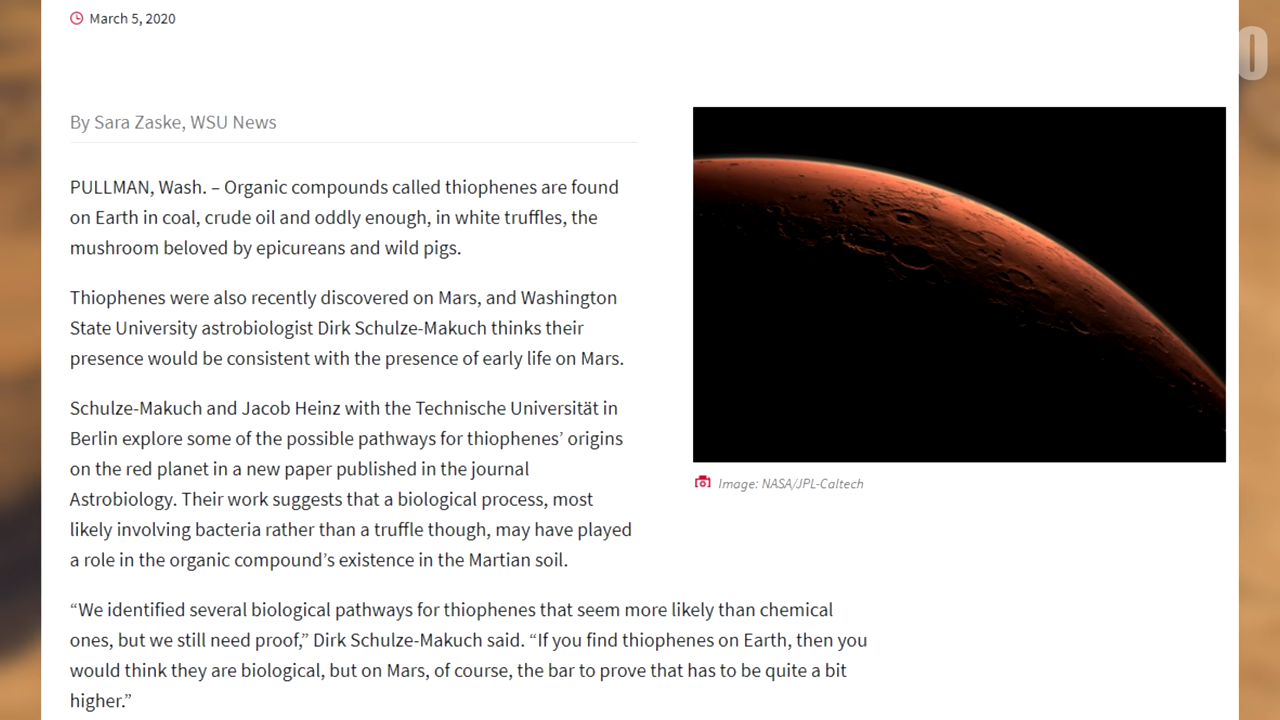 March 5, 2020
0
By Sara Zaske, WSU News
PULLMAN, Wash. – Organic compounds called thiophenes are found
on Earth in coal, crude oil and oddly enough, in white truffles, the
mushroom beloved by epicureans and wild pigs.
Thiophenes were also recently discovered on Mars, and Washington
State University astrobiologist Dirk Schulze-Makuch thinks their
presence would be consistent with the presence of early life on Mars.
Schulze-Makuch and Jacob Heinz with the Technische Universität in
Berlin explore some of the possible pathways for thiophenes’ origins
on the red planet in a new paper published in the journal
Astrobiology. Their work suggests that a biological process, most
likely involving bacteria rather than a truffle though, may have played
a role in the organic compound’s existence in the Martian soil.
Image: NASA/JPL-Caltech
“We identified several biological pathways for thiophenes that seem more likely than chemical
ones, but we still need proof,” Dirk Schulze-Makuch said. “If you find thiophenes on Earth, then you
would think they are biological, but on Mars, of course, the bar to prove that has to be quite a bit
higher.”